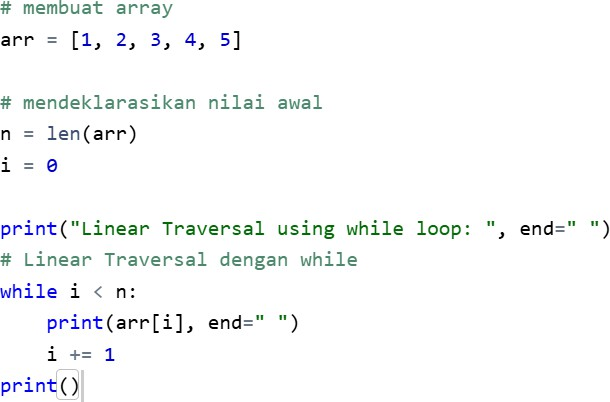 # membuat array
arr = [1, 2, 3, 4, 5]

# mendeklarasikan nilai awal
n = len(arr)
i = 0

print("Linear Traversal using while loop: ", end=" ")
# Linear Traversal dengan while
while i < n:
    print(arr[i], end=" ")
    i += 1
print()